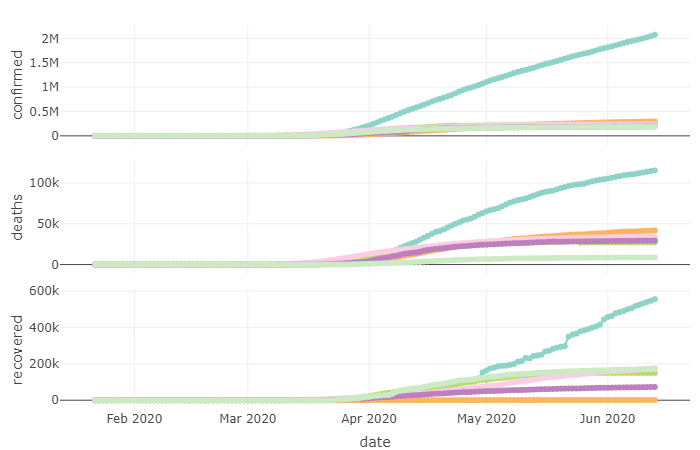 2M
1.5M
1M
0.5M
0
confirmed
100k
50k
0
deaths
600k
400k
200k
0
recovered
Feb 2020
Mar 2020
Apr 2020
May 2020
Jun 2020
date